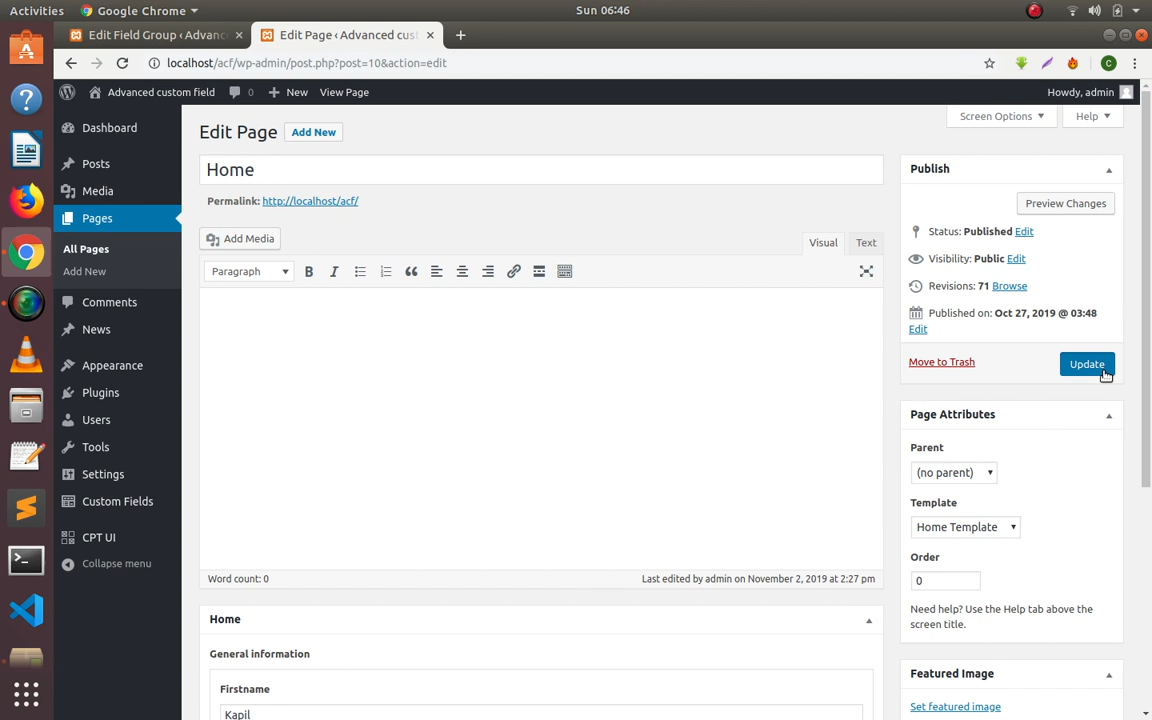 Activities
Google Chrome
Sun 06:46
Edit Field Group ‹ Advanc
Edit Page ‹ Advanced cust
localhost/acf/wp-admin/post.php?post=10&action=edit
C
Advanced custom field
0
New
View Page
Howdy, admin
Dashboard
Posts
Media
Pages
All Pages
Add New
Comments
News
Appearance
Plugins
Users
Tools
Settings
Custom Fields
CPT UI
Collapse menu
Screen Options
Help
Edit Page
Add New
Home
Permalink: http://localhost/acf/
Add Media
Visual
Text
Paragraph
B
I
Word count: 0
Last edited by admin on November 2, 2019 at 2:27 pm
Home
General information
Firstname
Kapil
Publish
Preview Changes
Status: Published Edit
Visibility: Public Edit
Revisions: 71 Browse
Published on: Oct 27, 2019 @ 03:48
Edit
Move to Trash
Update
Page Attributes
Parent
(no parent)
Template
Home Template
Order
0
Need help? Use the Help tab above the
screen title.
Featured Image
Set featured image